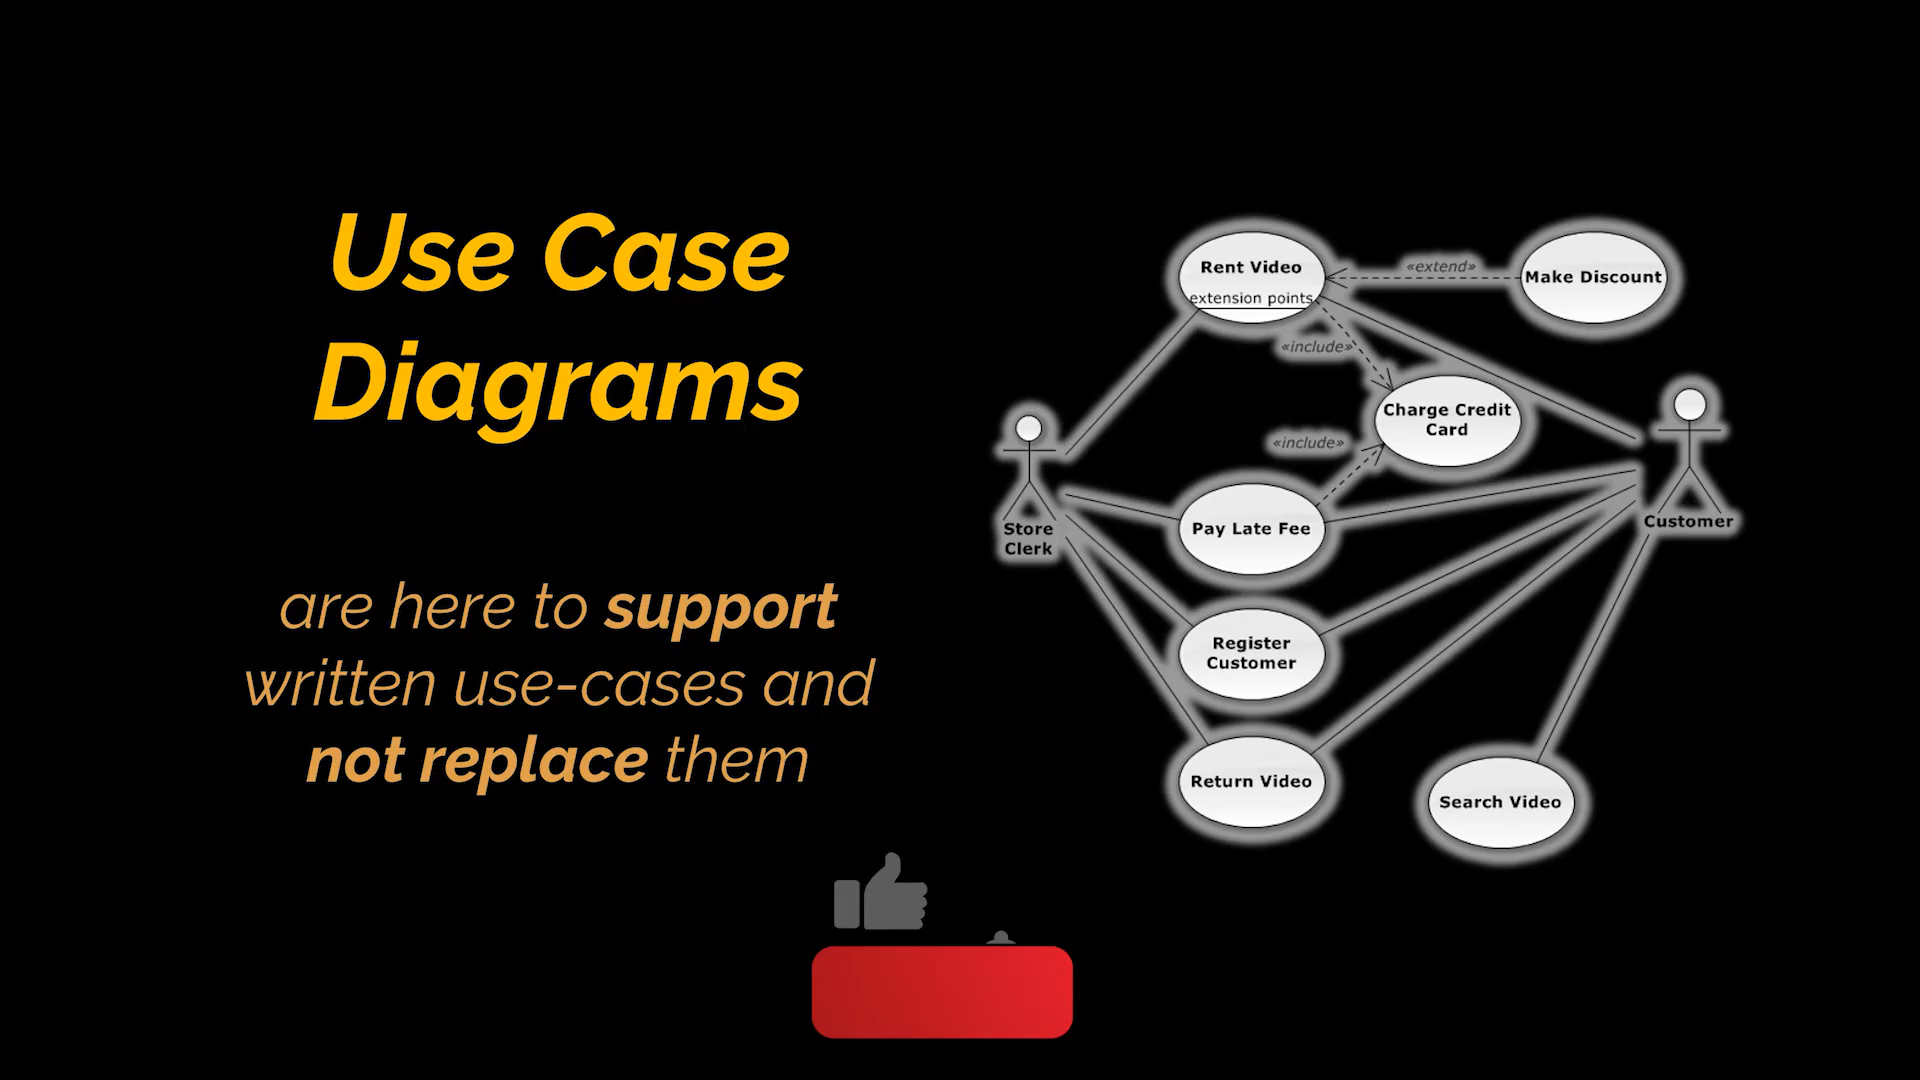 Use Case
Diagrams
are here to support
written use-cases and
not replace them
Rent Video
extension points
«extend»
Make Discount
«include»
Charge Credit
Card
«include»
Store
Clerk
Pay Late Fee
Customer
Register
Customer
Return Video
Search Video